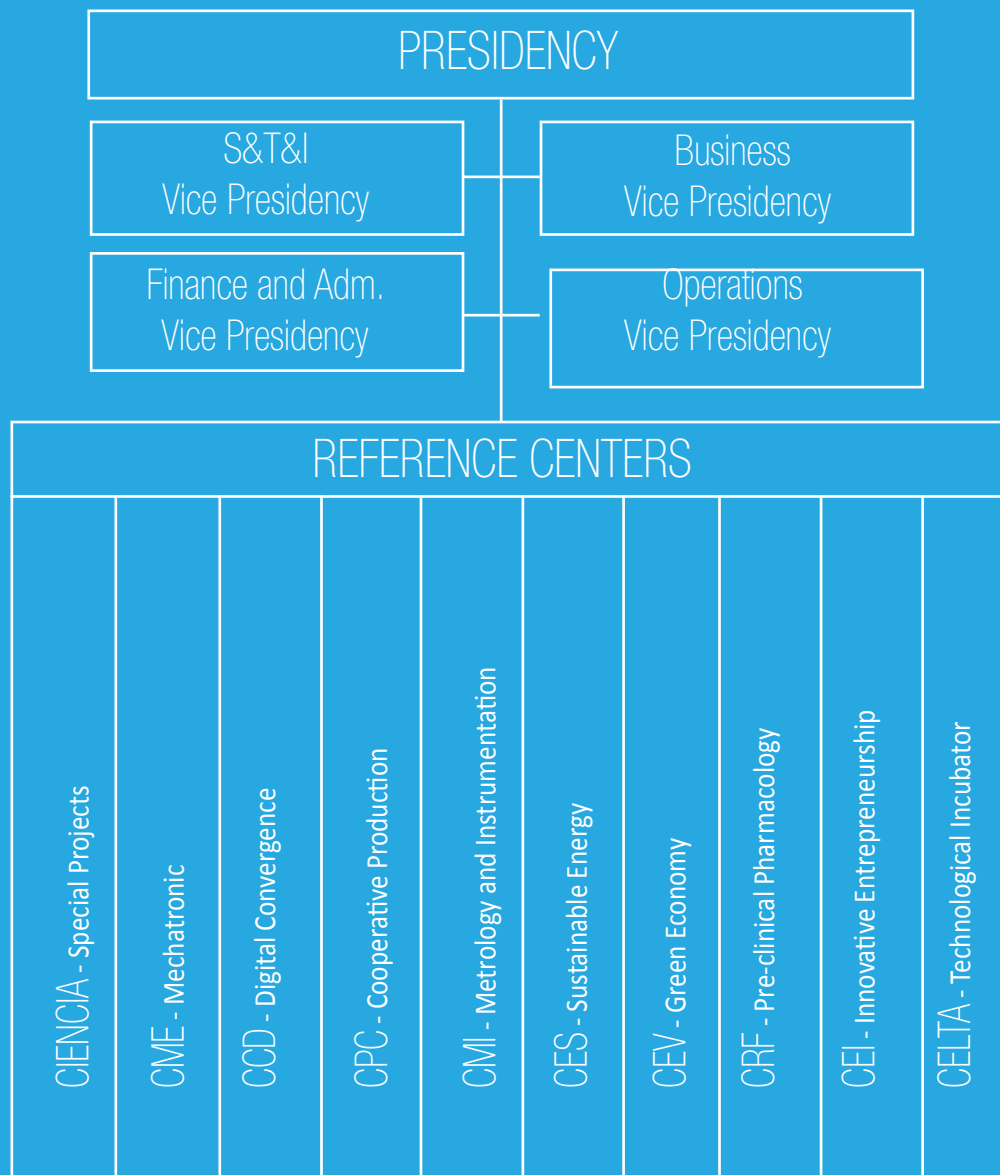 PRESIDENCY
S&T&I
Vice Presidency
Business
Vice Presidency
Finance and Adm.
Vice Presidency
Operations
Vice Presidency
REFERENCE CENTERS
CIENCIA - Special Projects
CME - Mechatronic
CCD - Digital Convergence
CPC - Cooperative Production
CMI - Metrology and Instrumentation
CES - Sustainable Energy
CEV - Green Economy
CRF - Pre-clinical Pharmacology
CEI - Innovative Entrepreneurship
CELTA - Technological Incubator